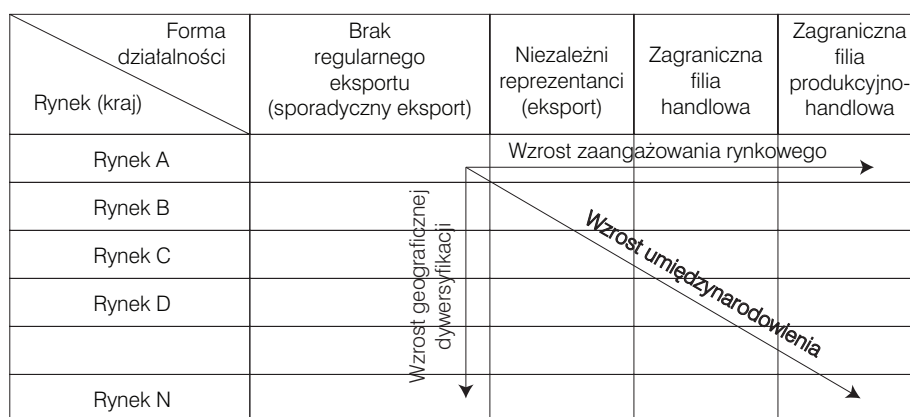 Forma
działalności
Rynek (kraj)
Brak
regularnego
eksportu
(sporadyczny eksport)
Niezależni
reprezentanci
(eksport)
Zagraniczna
filia
handlowa
Zagraniczna
filia
produkcyjno-
handlowa
Rynek A
Wzrost zaangażowania rynkowego
Rynek B
Rynek C
Rynek D
Rynek N
Wzrost geograficznej
dywersyfikacji
Wzrost umiędzynarodowienia